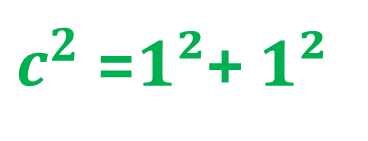 c² =1²+ 1²